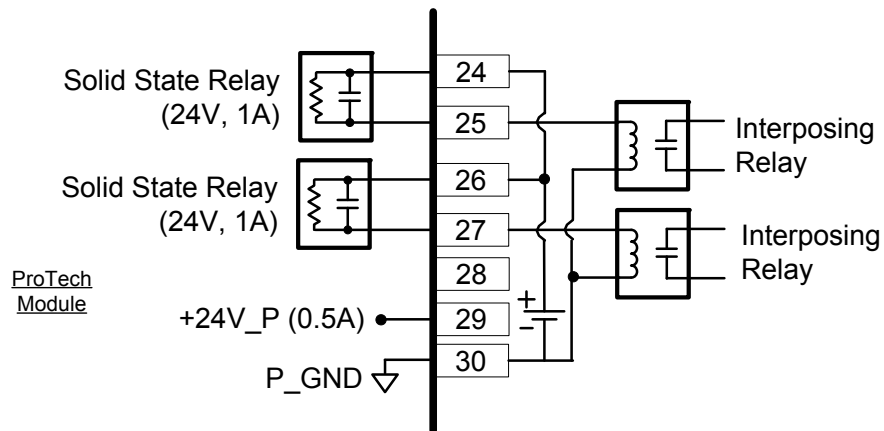 Solid State Relay
(24V, 1A)
24
25
Interposing
Relay
Solid State Relay
(24V, 1A)
26
27
Interposing
Relay
ProTech
Module
28
+24V_P (0.5A)
29
+
−
P_GND
30